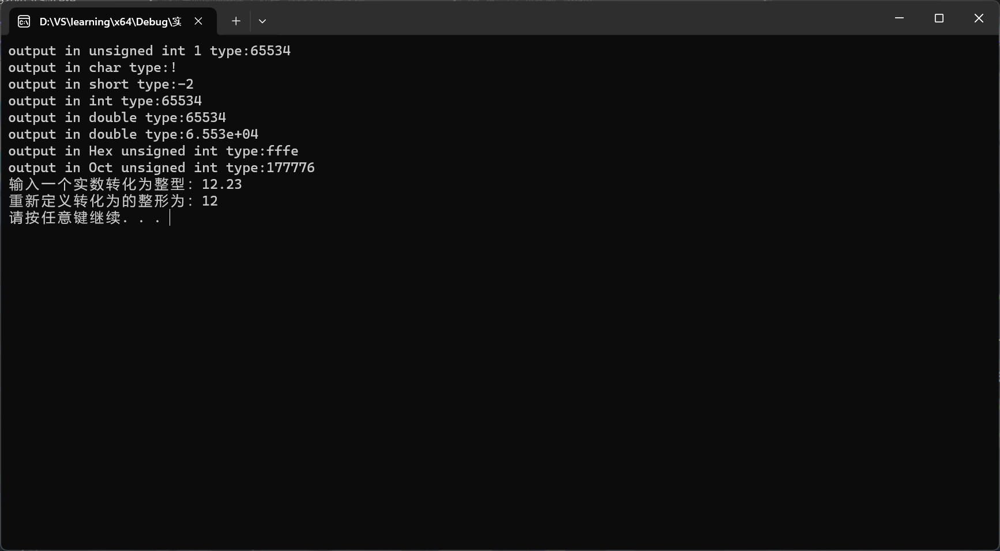 D:\VS\learning\x64\Debug\实
output in unsigned int 1 type:65534
output in char type:!
output in short type:-2
output in int type:65534
output in double type:65534
output in double type:6.553e+04
output in Hex unsigned int type:fffe
output in Oct unsigned int type:177776
输入一个实数转化为整型：12.23
重新定义转化为的整形为：12
请按任意键继续. . .